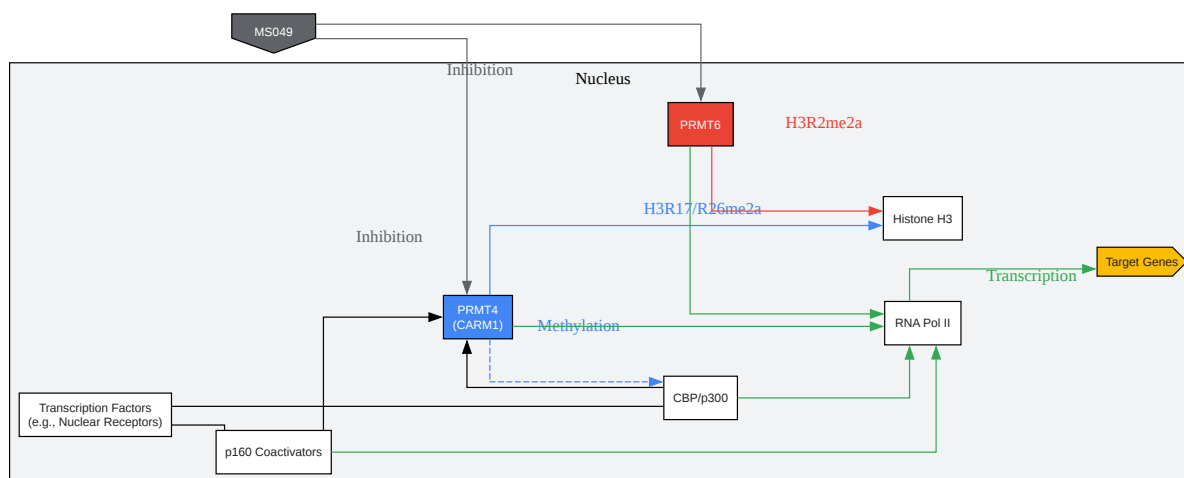 MS049
Inhibition
Nucleus
PRMT6
H3R2me2a
H3R17/R26me2a
Histone H3
Inhibition
Target Genes
Transcription
PRMT4
(CARM1)
Methylation
RNA Pol II
CBP/p300
Transcription Factors
(e.g., Nuclear Receptors)
p160 Coactivators